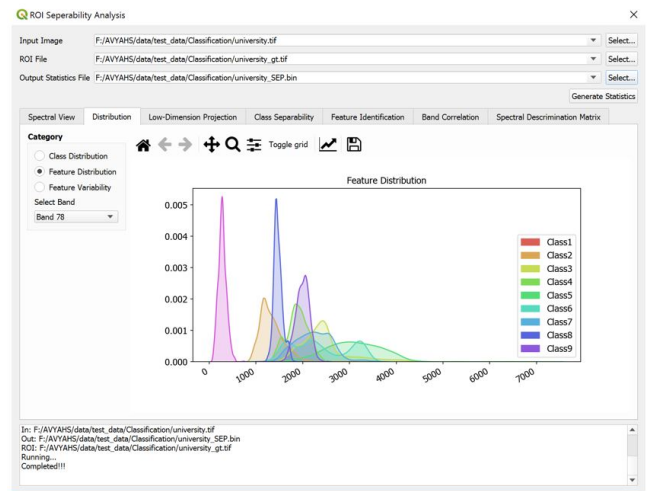 ROI Seperability Analysis
Input Image F:/AVYAHS/data/test_data/Classification/university.tif Select...
ROI File F:/AVYAHS/data/test_data/Classification/university_gt.tif Select...
Output Statistics File F:/AVYAHS/data/test_data/Classification/university_SEP.bin Select...
Generate Statistics
Spectral View Distribution Low-Dimension Projection Class Separability Feature Identification Band Correlation Spectral Descrimination Matrix
Category
Class Distribution
Feature Distribution
Feature Variability
Select Band
Band 78
Toggle grid
Feature Distribution
0.005
0.004
0.003
0.002
0.001
0.000
0 1000 2000 3000 4000 5000 6000 7000
Class1
Class2
Class3
Class4
Class5
Class6
Class7
Class8
Class9
In: F:/AVYAHS/data/test_data/Classification/university.tif
Out: F:/AVYAHS/data/test_data/Classification/university_SEP.bin
ROI: F:/AVYAHS/data/test_data/Classification/university_gt.tif
Running...
Completed!!!